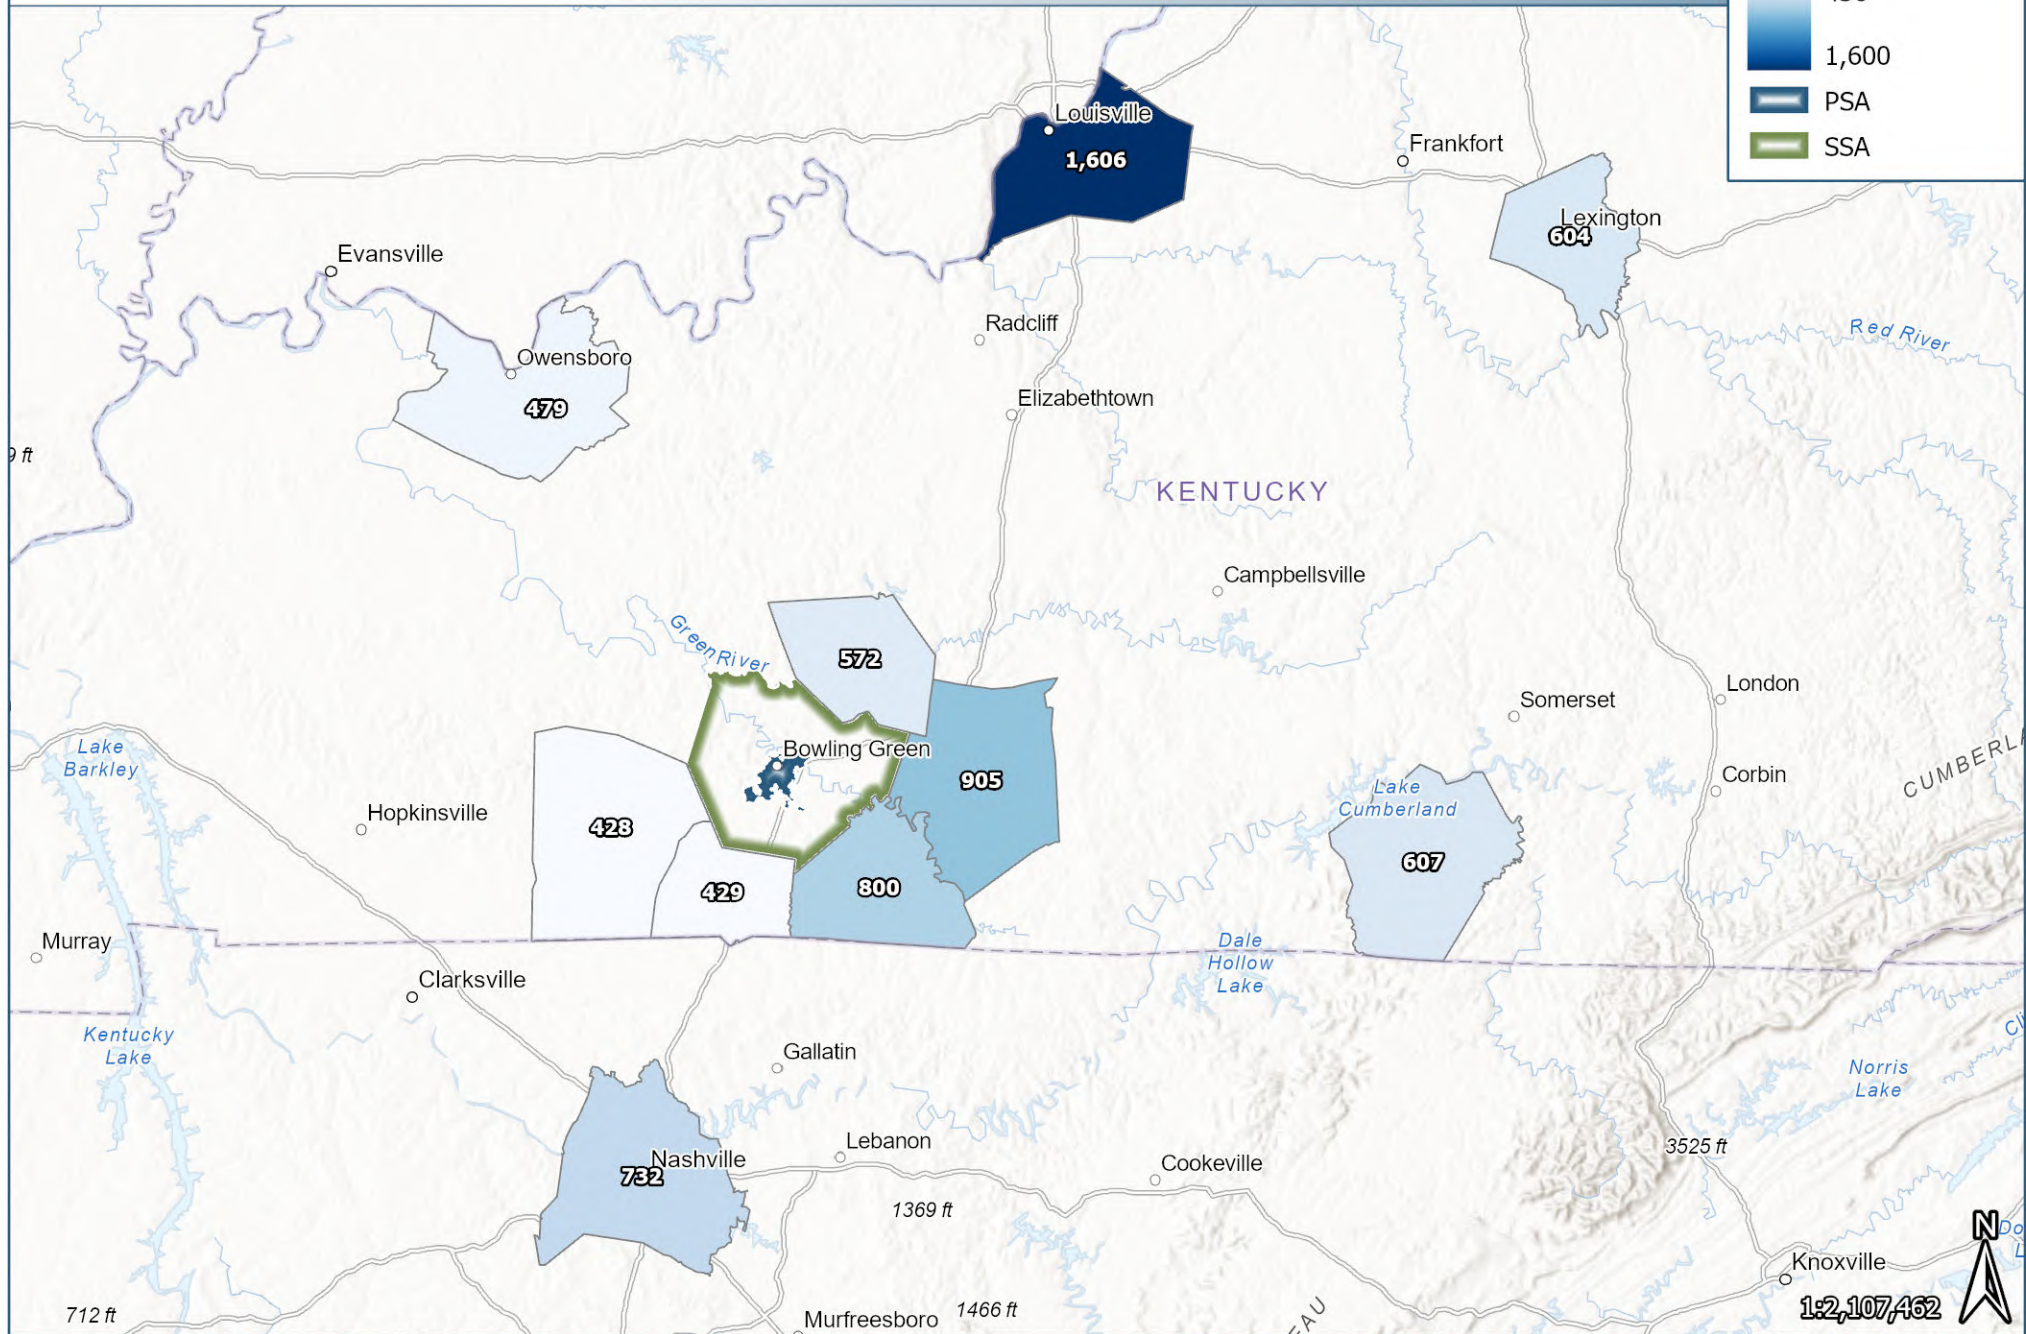 1,600
PSA
SSA
Louisville
1,606
Frankfort
Lexington
604
Evansville
Radcliff
Red River
Owensboro
479
Elizabethtown
9 ft
KENTUCKY
Campbellsville
Green River
572
London
Somerset
Lake
Barkley
Bowling Green
905
Corbin
CUMBERLA
Lake
Cumberland
Hopkinsville
428
607
429
800
Murray
Dale
Hollow
Lake
Clarksville
Kentucky
Lake
Gallatin
Norris
Lake
Lebanon
3525 ft
Nashville
732
Cookeville
1369 ft
N
Knoxville
1:2,107,462
712 ft
1466 ft
Murfreesboro
EAU